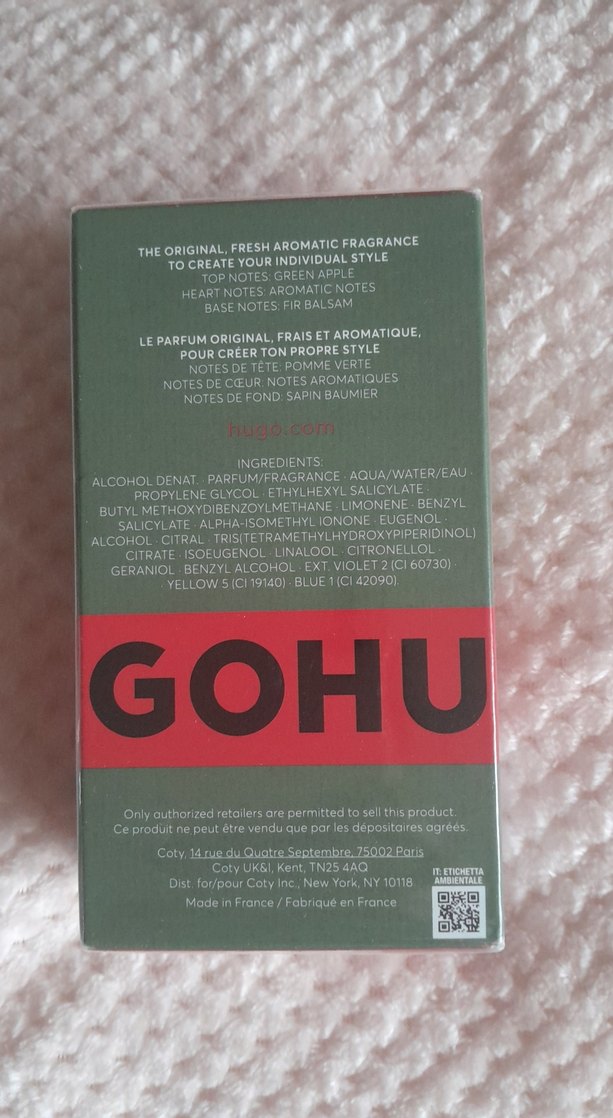 THE ORIGINAL, FRESH AROMATIC FRAGRANCE
TO CREATE YOUR INDIVIDUAL STYLE
TOP NOTES: GREEN APPLE
HEART NOTES: AROMATIC NOTES
BASE NOTES: FIR BALSAM
LE PARFUM ORIGINAL, FRAIS ET AROMATIQUE,
POUR CRÉER TON PROPRE STYLE
NOTES DE TÊTE: POMME VERTE
NOTES DE CŒUR: NOTES AROMATIQUES
NOTES DE FOND: SAPIN BAUMIER
hugo.com
INGREDIENTS:
ALCOHOL DENAT. · PARFUM/FRAGRANCE · AQUA/WATER/EAU ·
PROPYLENE GLYCOL · ETHYLHEXYL SALICYLATE ·
BUTYL METHOXYDIBENZOYLMETHANE · LIMONENE · BENZYL
SALICYLATE · ALPHA-ISOMETHYL IONONE · EUGENOL ·
ALCOHOL · CITRAL · TRIS(TETRAMETHYLHYDROXYPIPERIDINOL)
CITRATE · ISOEUGENOL · LINALOOL · CITRONELLOL ·
GERANIOL · BENZYL ALCOHOL · EXT. VIOLET 2 (CI 60730) ·
· YELLOW 5 (CI 19140) · BLUE 1 (CI 42090).
GOHU
Only authorized retailers are permitted to sell this product.
Ce produit ne peut être vendu que par les dépositaires agréés.
Coty, 14 rue du Quatre Septembre, 75002 Paris
Coty UK&I, Kent, TN25 4AQ
Dist. for/pour Coty Inc., New York, NY 10118
Made in France / Fabriqué en France
IT: ETICHETTA
AMBIENTALE